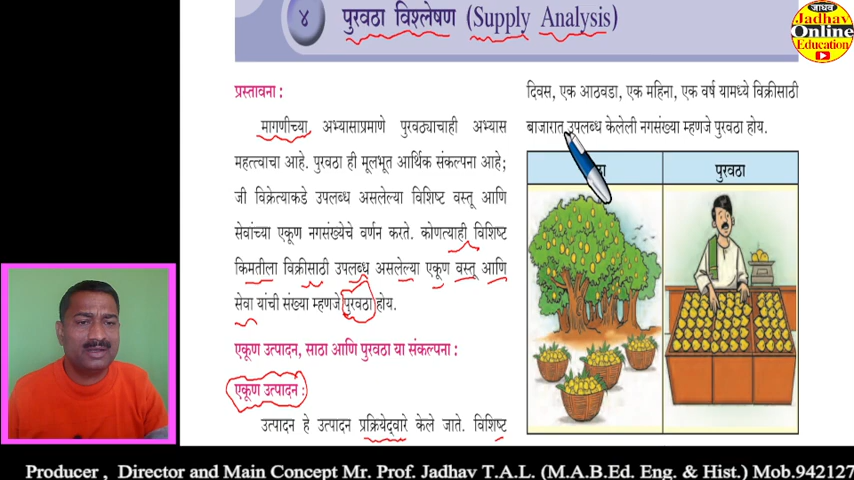 ४ पुरवठा विश्लेषण (Supply Analysis)
जाधव
Jadhav
Online
Education
प्रस्तावना :
मागणीच्या अभ्यासाप्रमाणे पुरवठ्याचाही अभ्यास
महत्त्वाचा आहे. पुरवठा ही मूलभूत आर्थिक संकल्पना आहे;
जी विक्रेत्याकडे उपलब्ध असलेल्या विशिष्ट वस्तू आणि
सेवांच्या एकूण नगसंख्येचे वर्णन करते. कोणत्याही विशिष्ट
किमतीला विक्रीसाठी उपलब्ध असलेल्या एकूण वस्तू आणि
सेवा यांची संख्या म्हणजे पुरवठा होय.
एकूण उत्पादन, साठा आणि पुरवठा या संकल्पना :
एकूण उत्पादन :
उत्पादन हे उत्पादन प्रक्रियेद्वारे केले जाते. विशिष्ट
दिवस, एक आठवडा, एक महिना, एक वर्ष यामध्ये विक्रीसाठी
बाजारात उपलब्ध केलेली नगसंख्या म्हणजे पुरवठा होय.
पुरवठा
Producer , Director and Main Concept Mr. Prof. Jadhav T.A.L. (M.A.B.Ed. Eng. & Hist.) Mob.942127